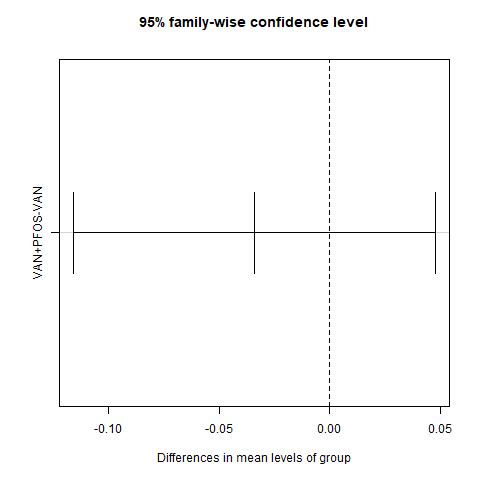 95% family-wise confidence level
VAN+PFOS-VAN
-0.10
-0.05
0.00
0.05
Differences in mean levels of group